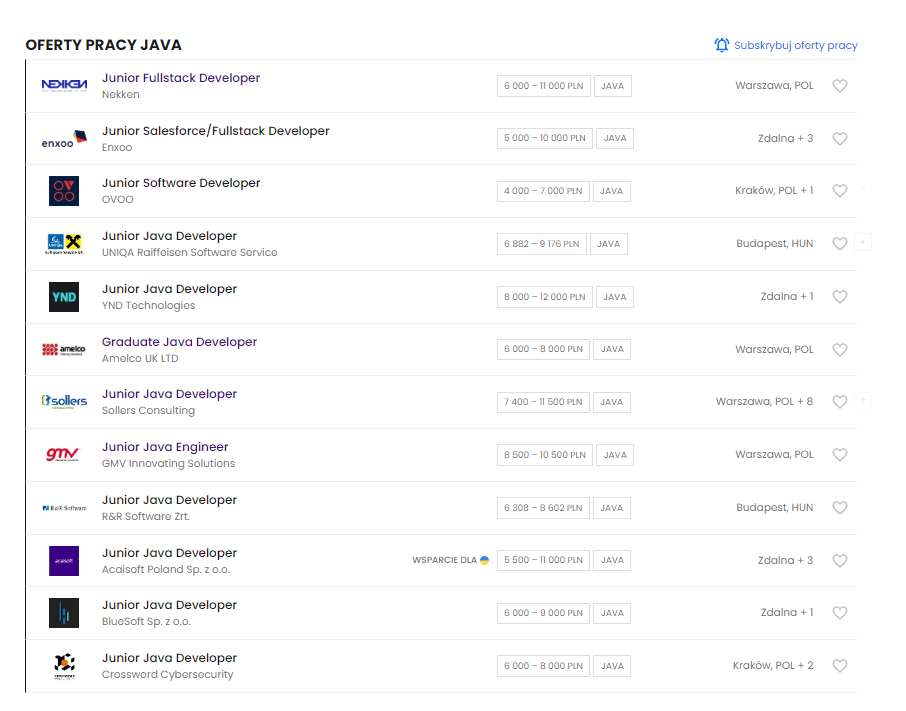 OFERTY PRACY JAVA
Subskrybuj oferty pracy
NEKKEN
Junior Fullstack Developer
Nekken
6 000 – 11 000 PLN JAVA
Warszawa, POL
enxoo
Junior Salesforce/Fullstack Developer
Enxoo
5 000 – 10 000 PLN JAVA
Zdalna + 3
OVOO
Junior Software Developer
OVOO
4 000 – 7 000 PLN JAVA
Kraków, POL + 1
UNIQA
Junior Java Developer
UNIQA Raiffeisen Software Service
6 882 – 9 176 PLN JAVA
Budapest, HUN
YND
Junior Java Developer
YND Technologies
8 000 – 12 000 PLN JAVA
Zdalna + 1
amelco
Graduate Java Developer
Amelco UK LTD
6 000 – 8 000 PLN JAVA
Warszawa, POL
sollers
Junior Java Developer
Sollers Consulting
7 400 – 11 500 PLN JAVA
Warszawa, POL + 8
gmv
Junior Java Engineer
GMV Innovating Solutions
8 500 – 10 500 PLN JAVA
Warszawa, POL
R&R Software
Junior Java Developer
R&R Software Zrt.
6 308 – 8 602 PLN JAVA
Budapest, HUN
acaisoft
Junior Java Developer
Acaisoft Poland Sp. z o.o.
WSPARCIE DLA
5 500 – 11 000 PLN JAVA
Zdalna + 3
Junior Java Developer
BlueSoft Sp. z o.o.
6 000 – 9 000 PLN JAVA
Zdalna + 1
Junior Java Developer
Crossword Cybersecurity
6 000 – 8 000 PLN JAVA
Kraków, POL + 2